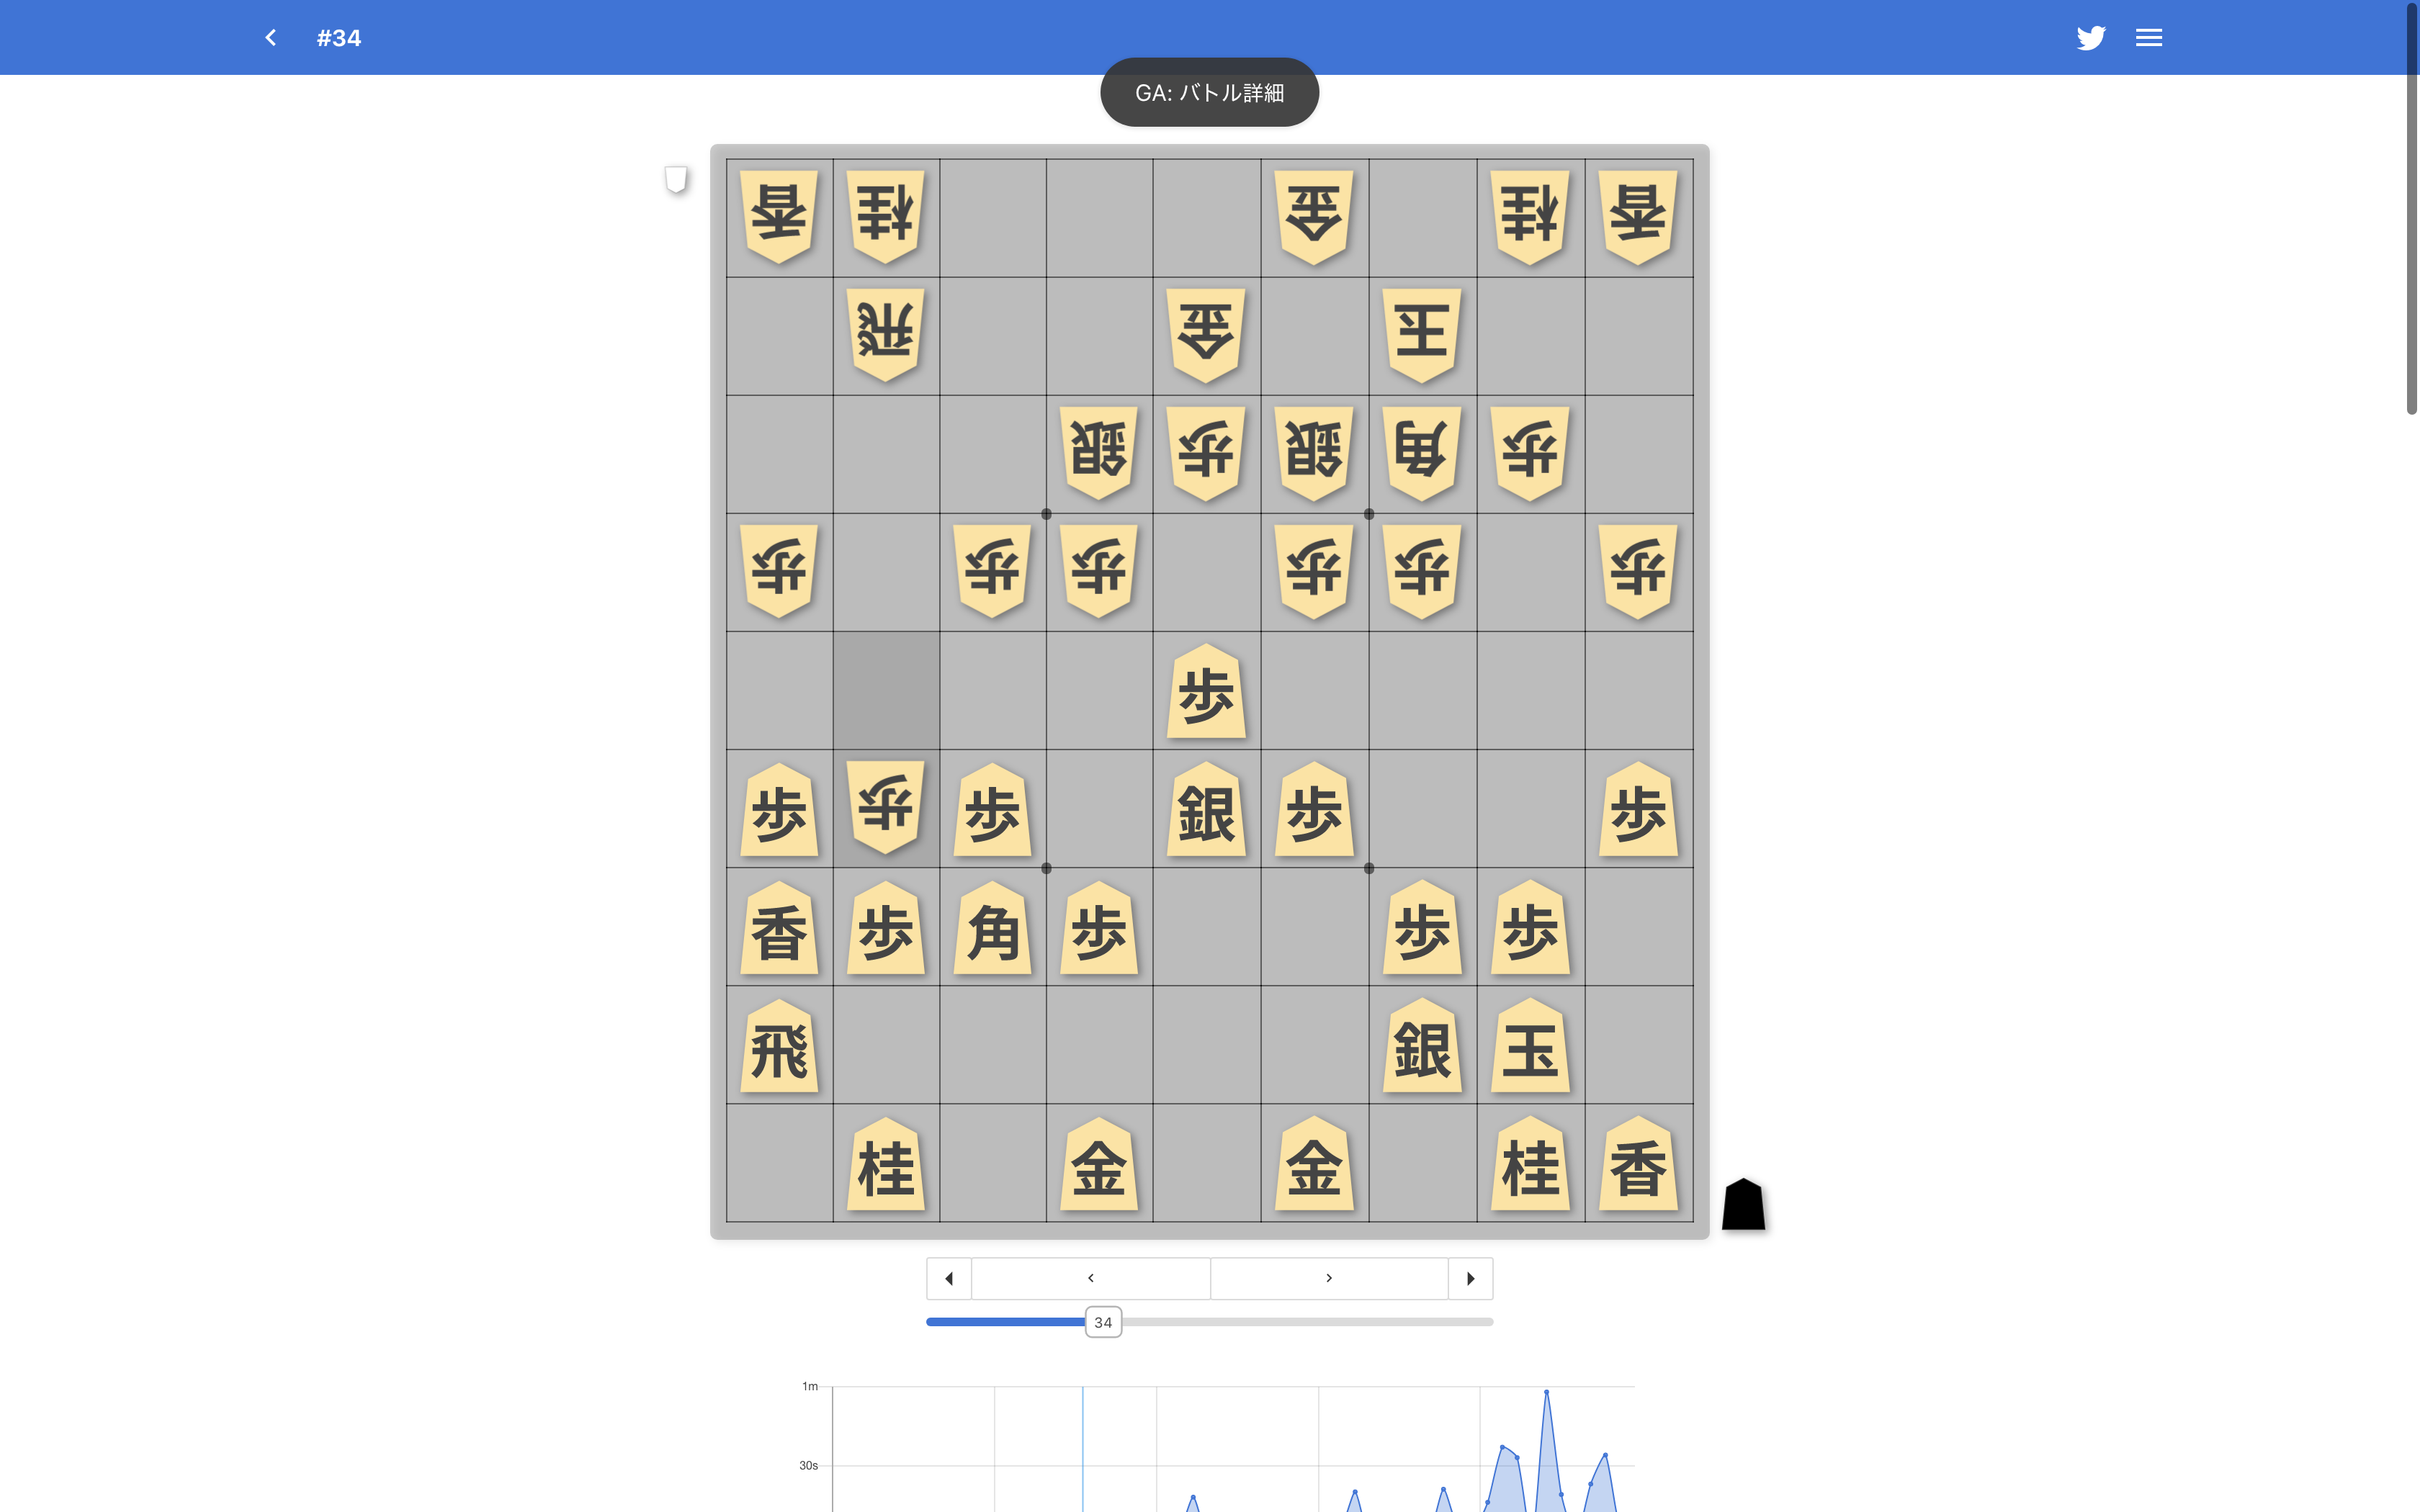 #34
GA: バトル詳細
香 桂 金 桂 香
飛 金 玉
銀 歩 銀 角 歩
歩 歩 歩 歩 歩 歩
歩
歩 歩 歩 銀 歩 歩
香 歩 角 歩 歩 歩
飛 銀 玉
桂 金 金 桂 香
34
1m
30s